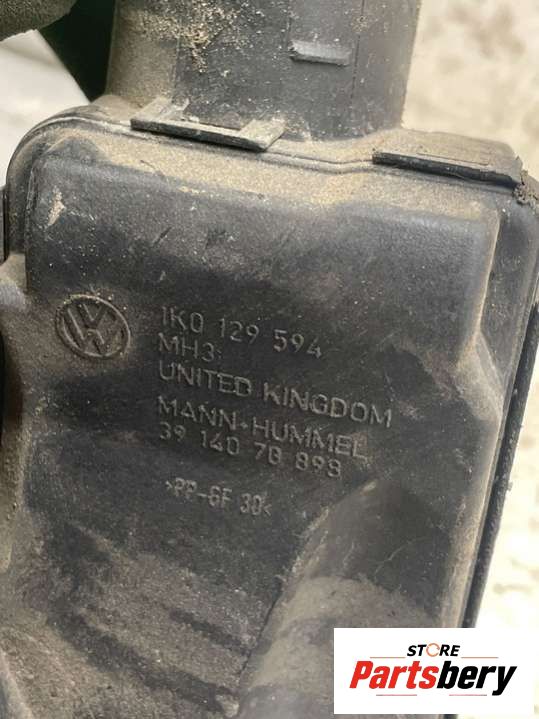 VW
1K0 129 594
MH3
UNITED KINGDOM
MANN+HUMMEL
39 140 70 898
>PP-GF 30<
STORE
Partsbery